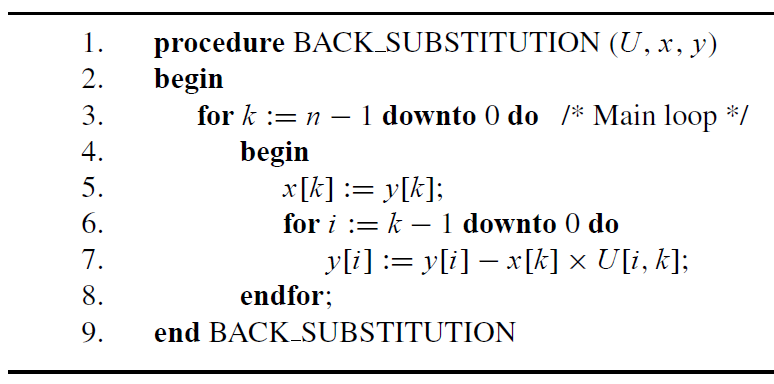 1. procedure BACK_SUBSTITUTION (U, x, y)
2. begin
3. for k := n − 1 downto 0 do /* Main loop */
4. begin
5. x[k] := y[k];
6. for i := k − 1 downto 0 do
7. y[i] := y[i] − x[k] × U[i, k];
8. endfor;
9. end BACK_SUBSTITUTION